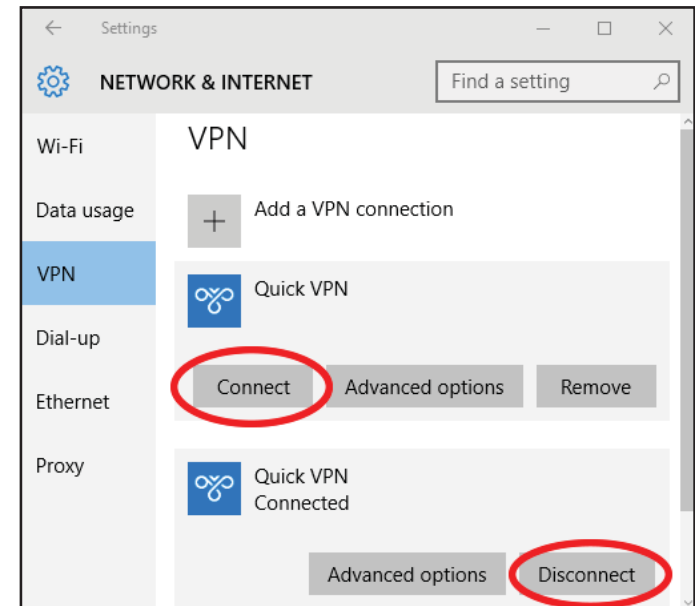 Settings
NETWORK & INTERNET
Find a setting
Wi-Fi
Data usage
VPN
Dial-up
Ethernet
Proxy
VPN
Add a VPN connection
Quick VPN
Connect Advanced options Remove
Quick VPN
Connected
Advanced options Disconnect